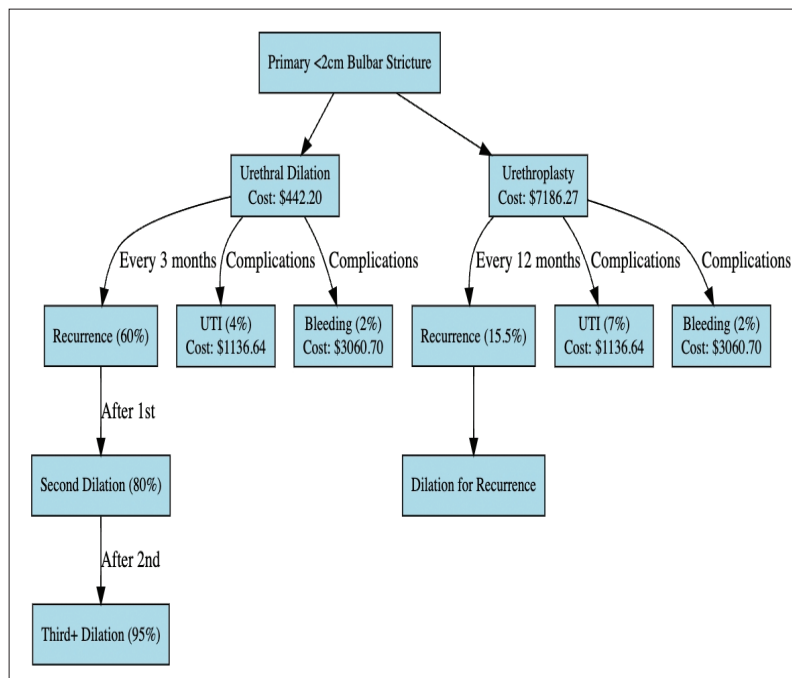 Primary <2cm Bulbar Stricture
Urethral Dilation
Cost: $442.20
Urethroplasty
Cost: $7186.27
Every 3 months
Complications
Complications
Every 12 months
Complications
Complications
Recurrence (60%)
UTI (4%)
Cost: $1136.64
Bleeding (2%)
Cost: $3060.70
Recurrence (15.5%)
UTI (7%)
Cost: $1136.64
Bleeding (2%)
Cost: $3060.70
After 1st
Second Dilation (80%)
Dilation for Recurrence
After 2nd
Third+ Dilation (95%)